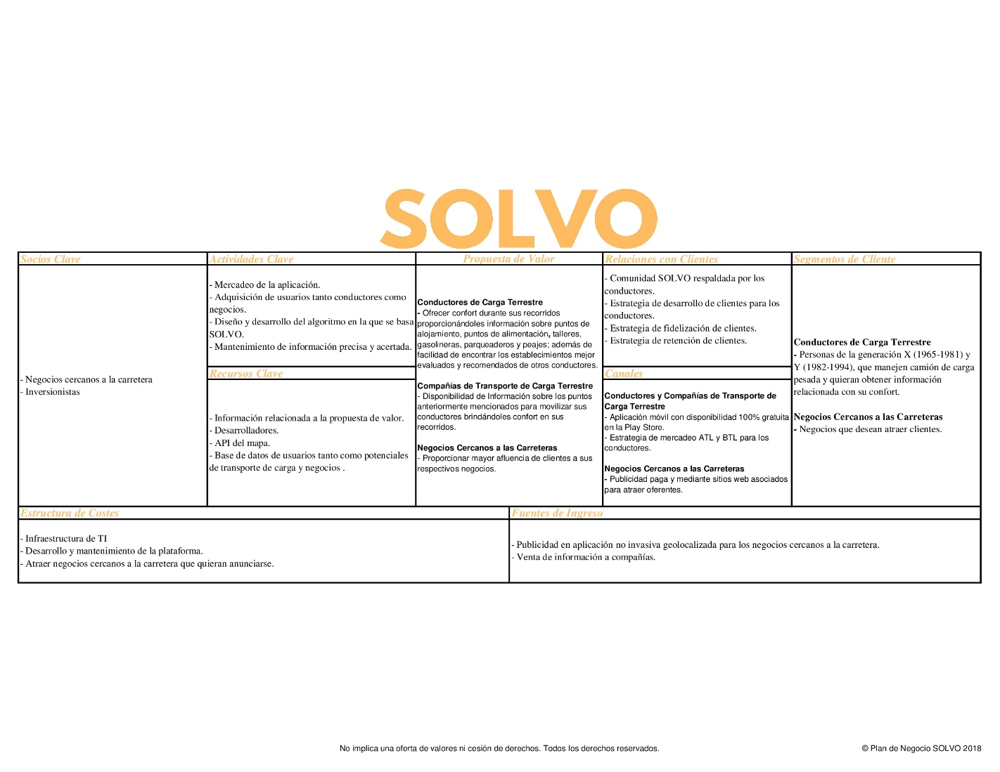 SOLVO
Socios Clave
- Negocios cercanos a la carretera
- Inversionistas
Actividades Clave
- Mercadeo de la aplicación.
- Adquisición de usuarios tanto conductores como
negocios.
- Diseño y desarrollo del algoritmo en la que se basa
SOLVO.
- Mantenimiento de información precisa y acertada.
Recursos Clave
- Información relacionada a la propuesta de valor.
- Desarrolladores.
- API del mapa.
- Base de datos de usuarios tanto como potenciales
de transporte de carga y negocios .
Propuesta de Valor
Conductores de Carga Terrestre
- Ofrecer confort durante sus recorridos
proporcionándoles información sobre puntos de
alojamiento, puntos de alimentación, talleres,
gasolineras, parqueaderos y peajes; además de
facilidad de encontrar los establecimientos mejor
evaluados y recomendados de otros conductores.
Compañías de Transporte de Carga Terrestre
- Disponibilidad de Información sobre los puntos
anteriormente mencionados para movilizar sus
conductores brindándoles confort en sus
recorridos.
Negocios Cercanos a las Carreteras
- Proporcionar mayor afluencia de clientes a sus
respectivos negocios.
Relaciones con Clientes
- Comunidad SOLVO respaldada por los
conductores.
- Estrategia de desarrollo de clientes para los
conductores.
- Estrategia de fidelización de clientes.
- Estrategia de retención de clientes.
Canales
Conductores y Compañías de Transporte de
Carga Terrestre
- Aplicación móvil con disponibilidad 100% gratuita
en la Play Store.
- Estrategia de mercadeo ATL y BTL para los
conductores.
Negocios Cercanos a las Carreteras
- Publicidad paga y mediante sitios web asociados
para atraer oferentes.
Segmentos de Cliente
Conductores de Carga Terrestre
- Personas de la generación X (1965-1981) y
Y (1982-1994), que manejen camión de carga
pesada y quieran obtener información
relacionada con su confort.
Negocios Cercanos a las Carreteras
- Negocios que desean atraer clientes.
Estructura de Costes
- Infraestructura de TI
- Desarrollo y mantenimiento de la plataforma.
- Atraer negocios cercanos a la carretera que quieran anunciarse.
Fuentes de Ingreso
- Publicidad en aplicación no invasiva geolocalizada para los negocios cercanos a la carretera.
- Venta de información a compañías.
No implica una oferta de valores ni cesión de derechos. Todos los derechos reservados.
© Plan de Negocio SOLVO 2018